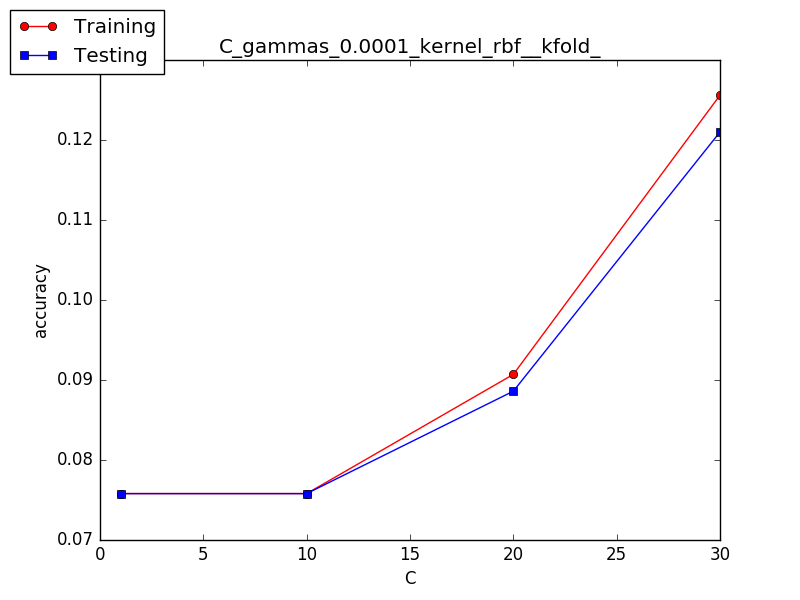 Training
Testing
C_gammas_0.0001_kernel_rbf__kfold_
0.12
0.11
0.10
0.09
0.08
0.07
accuracy
0 5 10 15 20 25 30
C